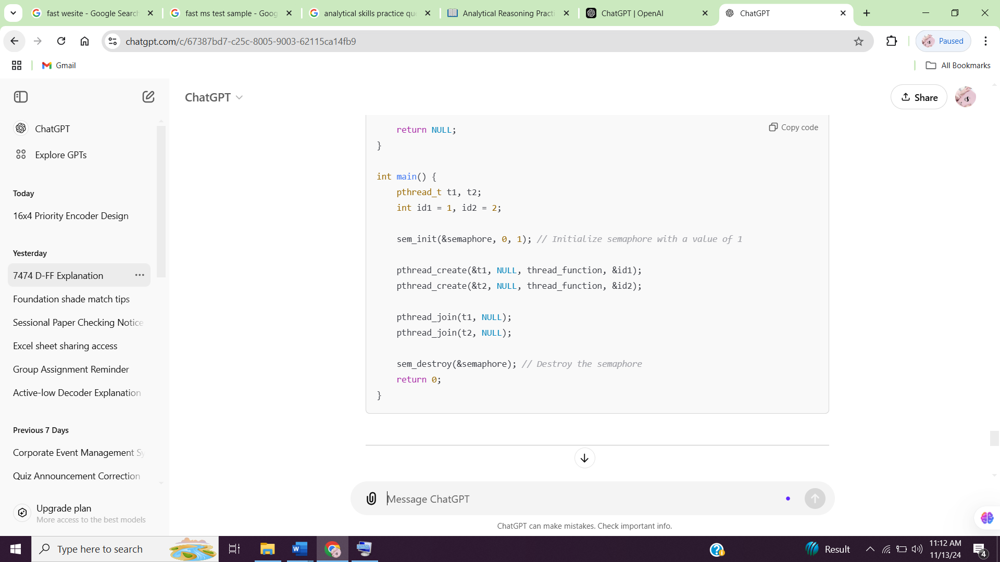 fast wesite - Google Search
fast ms test sample - Goog
analytical skills practice que
Analytical Reasoning Practi
ChatGPT | OpenAI
ChatGPT
chatgpt.com/c/67387bd7-c25c-8005-9003-62115ca14fb9
Paused
Gmail
All Bookmarks
ChatGPT
Share
ChatGPT
Explore GPTs
Today
16x4 Priority Encoder Design
Yesterday
7474 D-FF Explanation
Foundation shade match tips
Sessional Paper Checking Notice
Excel sheet sharing access
Group Assignment Reminder
Active-low Decoder Explanation
Previous 7 Days
Corporate Event Management Sy
Quiz Announcement Correction
Upgrade plan
More access to the best models
return NULL;
Copy code
}
int main() {
pthread_t t1, t2;
int id1 = 1, id2 = 2;
sem_init(&semaphore, 0, 1); // Initialize semaphore with a value of 1
pthread_create(&t1, NULL, thread_function, &id1);
pthread_create(&t2, NULL, thread_function, &id2);
pthread_join(t1, NULL);
pthread_join(t2, NULL);
sem_destroy(&semaphore); // Destroy the semaphore
return 0;
}
Message ChatGPT
ChatGPT can make mistakes. Check important info.
Type here to search
Result
11:12 AM
11/13/24
4